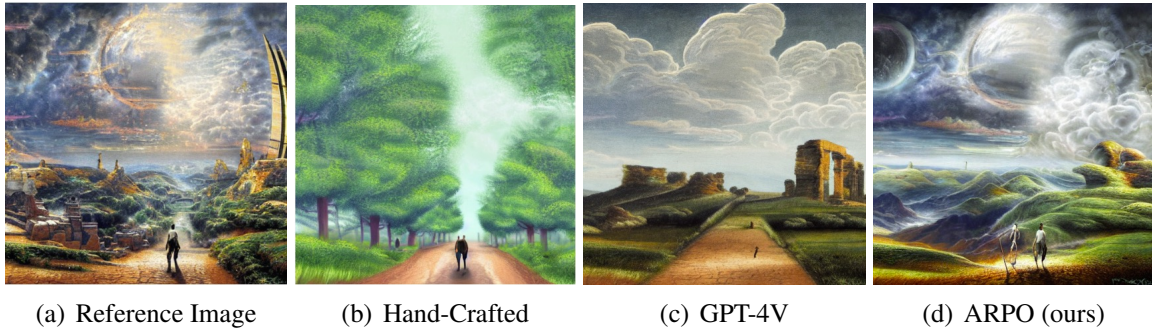 (a) Reference Image
(b) Hand-Crafted
(c) GPT-4V
(d) ARPO (ours)